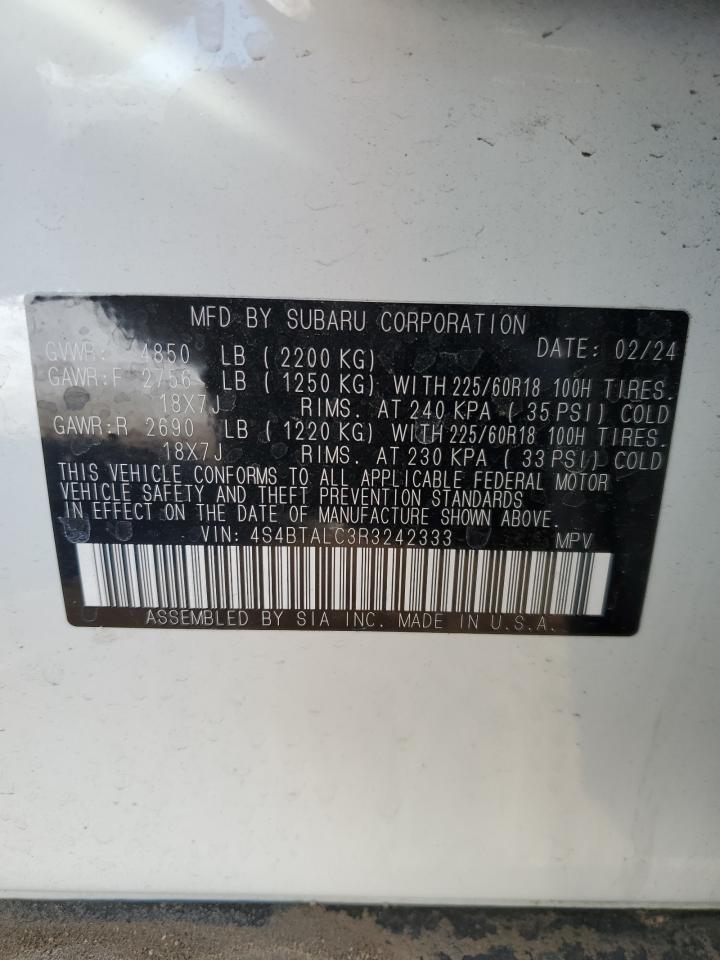 MFD BY SUBARU CORPORATION DATE: 02/24
GVWR: 4850 LB ( 2200 KG)
GAWR:F 2756 LB ( 1250 KG) WITH 225/60R18 100H TIRES.
18X7J RIMS. AT 240 KPA ( 35 PSI) COLD
GAWR:R 2690 LB ( 1220 KG) WITH 225/60R18 100H TIRES.
18X7J RIMS. AT 230 KPA ( 33 PSI) COLD
THIS VEHICLE CONFORMS TO ALL APPLICABLE FEDERAL MOTOR
VEHICLE SAFETY AND THEFT PREVENTION STANDARDS
IN EFFECT ON THE DATE OF MANUFACTURE SHOWN ABOVE.
VIN: 4S4BTALC3R3242333 MPV
ASSEMBLED BY SIA INC. MADE IN U.S.A.